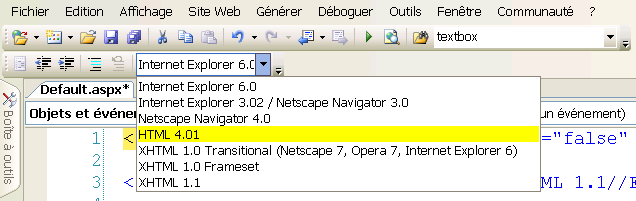 Fichier Edition Affichage Site Web Générer Déboguer Outils Fenêtre Communauté ?
textbox
Internet Explorer 6.0
Default.aspx*
Internet Explorer 6.0
Internet Explorer 3.02 / Netscape Navigator 3.0
Netscape Navigator 4.0
HTML 4.01
XHTML 1.0 Transitional (Netscape 7, Opera 7, Internet Explorer 6)
XHTML 1.0 Frameset
XHTML 1.1
Boîte à outils
Objets et événe un événement)
1 < ="false"
3 < ML 1.1//E